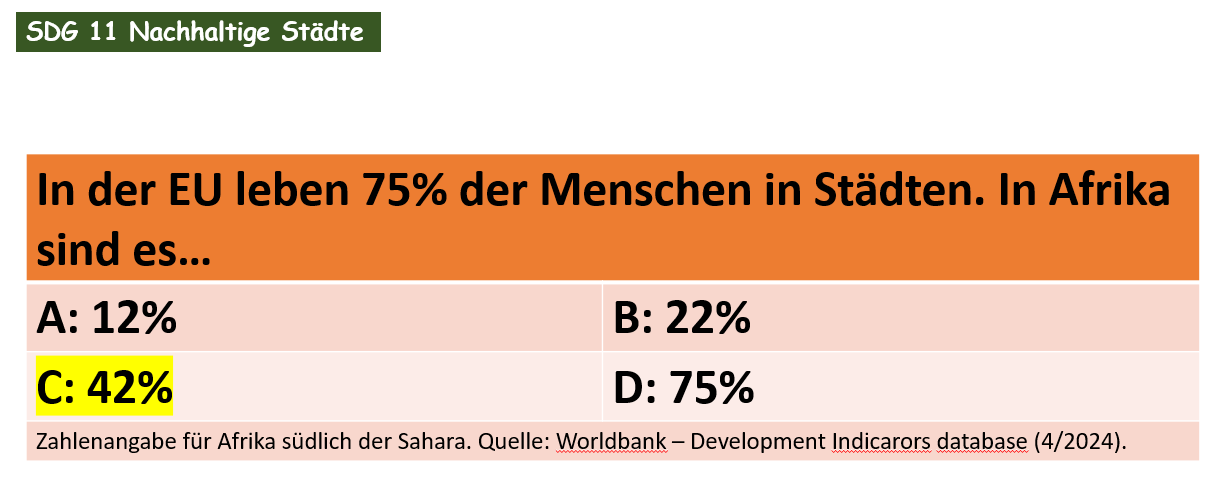 SDG 11 Nachhaltige Städte
In der EU leben 75% der Menschen in Städten. In Afrika
sind es…
A: 12%
B: 22%
C: 42%
D: 75%
Zahlenangabe für Afrika südlich der Sahara. Quelle: Worldbank – Development Indicarors database (4/2024).